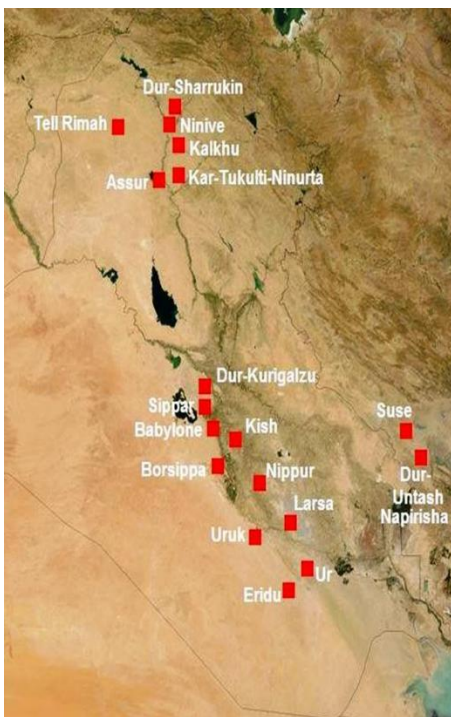 Dur-Sharrukin
Tell Rimah
Ninive
Kalkhu
Kar-Tukulti-Ninurta
Assur
Dur-Kurigalzu
Sippar
Babylone
Kish
Suse
Borsippa
Nippur
Dur-
Untash
Napirisha
Larsa
Uruk
Ur
Eridu